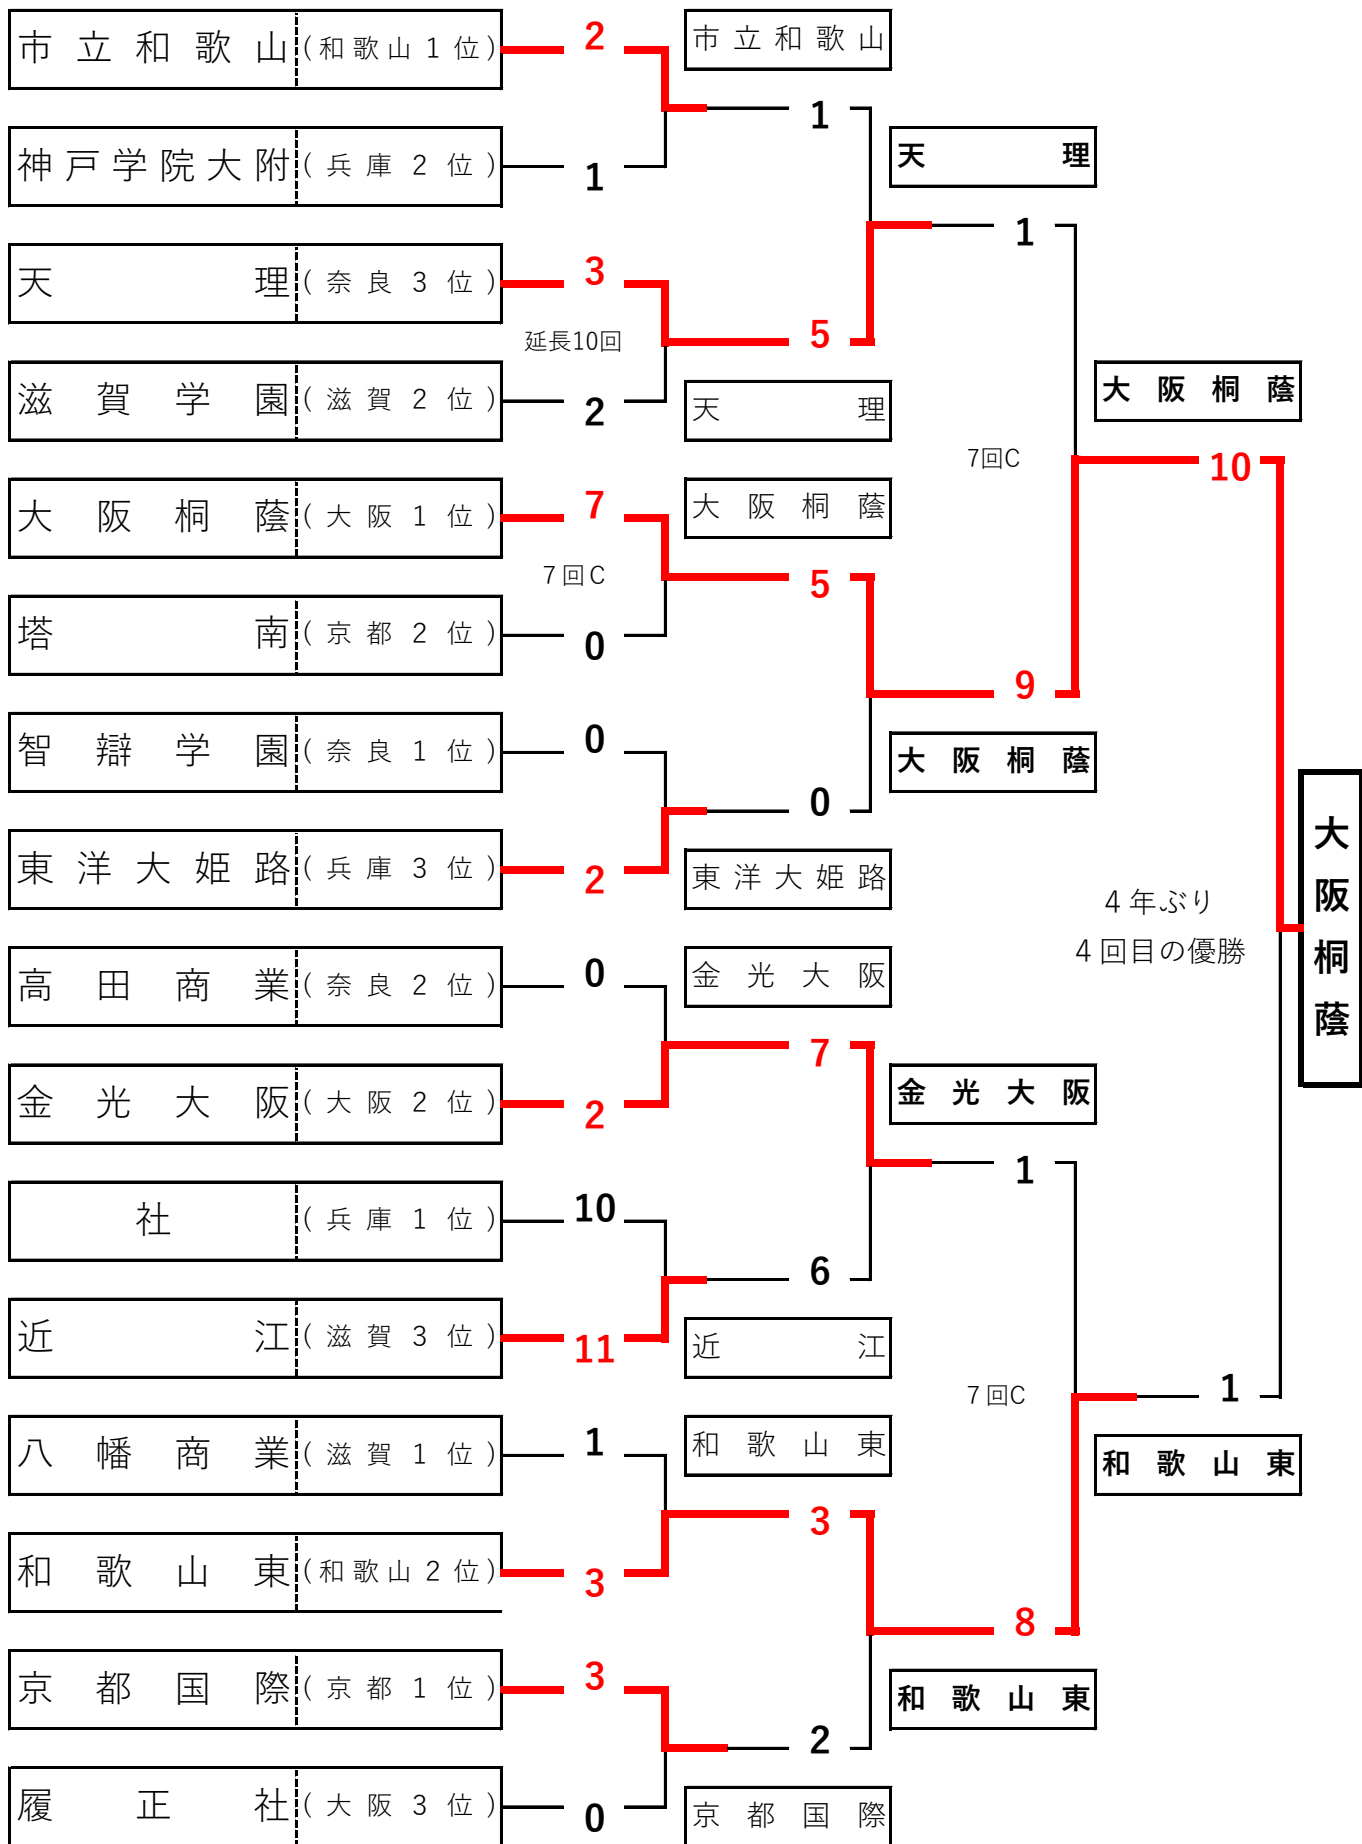 市立和歌山(和歌山1位)
2
市立和歌山
1
神戸学院大附(兵庫2位)
1
天理
天理(奈良3位)
3
1
延長10回
5
滋賀学園(滋賀2位)
2
天理
大阪桐蔭
7回C
10
大阪桐蔭(大阪1位)
7
大阪桐蔭
7回C
5
塔南(京都2位)
0
9
智辯学園(奈良1位)
0
大阪桐蔭
0
東洋大姫路(兵庫3位)
2
東洋大姫路
4年ぶり
4回目の優勝
大阪桐蔭
高田商業(奈良2位)
0
金光大阪
7
金光大阪(大阪2位)
2
金光大阪
1
社(兵庫1位)
10
6
近江(滋賀3位)
11
近江
7回C
1
八幡商業(滋賀1位)
1
和歌山東
和歌山東
3
和歌山東(和歌山2位)
3
8
京都国際(京都1位)
3
和歌山東
2
履正社(大阪3位)
0
京都国際